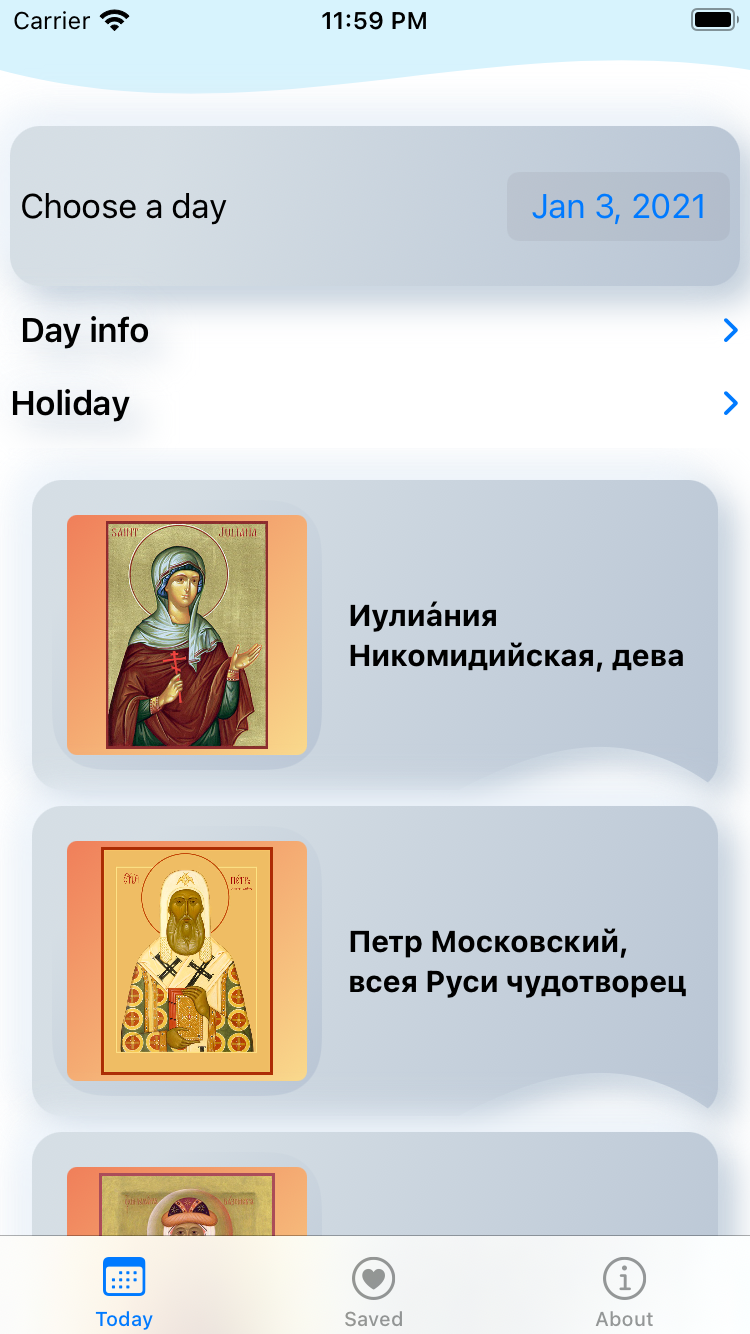 Carrier 11:59 PM
Choose a day Jan 3, 2021
Day info
Holiday
SAINT JULIANA
Иулиа́ния
Никомидийская, дева
Петр Московский,
всея Руси чудотворец
Today Saved About